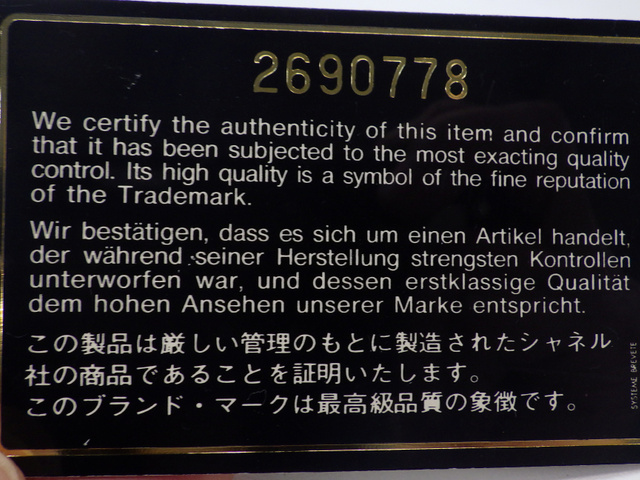 2690778
We certify the authenticity of this item and confirm
that it has been subjected to the most exacting quality
control. Its high quality is a symbol of the fine reputation
of the Trademark.
Wir bestätigen, dass es sich um einen Artikel handelt,
der während seiner Herstellung strengsten Kontrollen
unterworfen war, und dessen erstklassige Qualität
dem hohen Ansehen unserer Marke entspricht.
この製品は厳しい管理のもとに製造されたシャネル
社の商品であることを証明いたします。
このブランド・マークは最高級品質の象徴です。
SYSTEME BREVETE